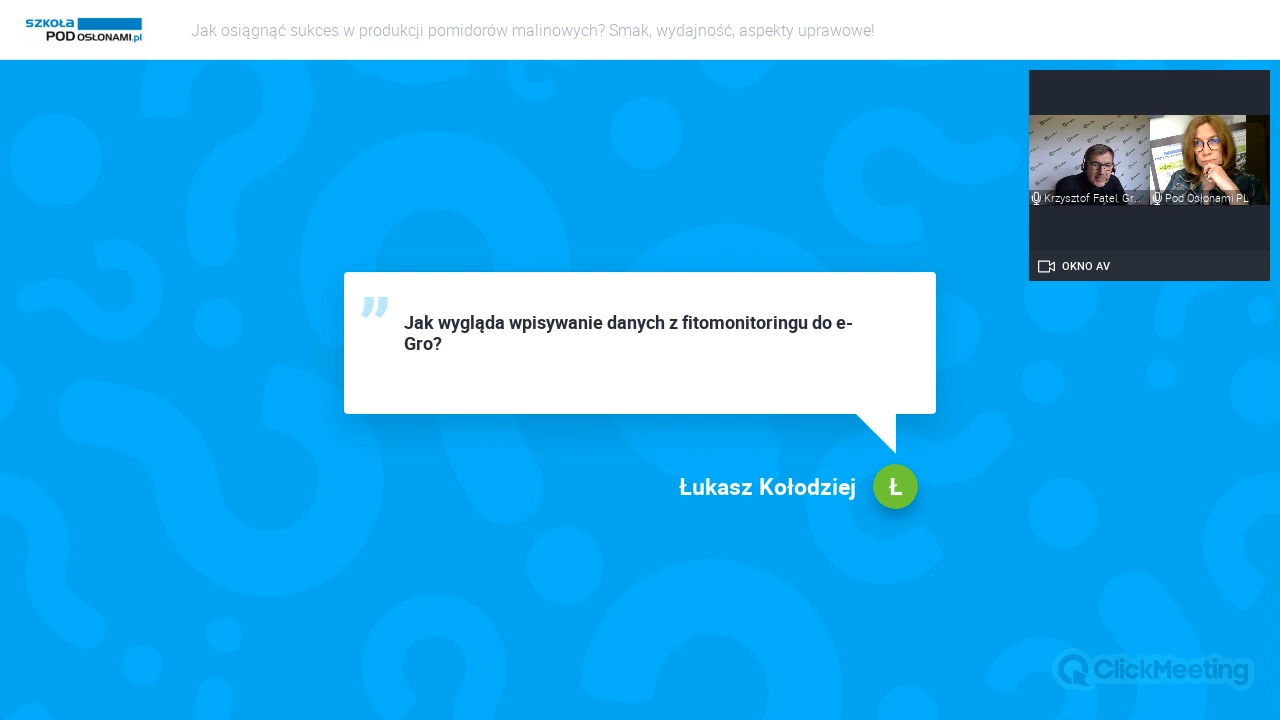 SZKOŁA
POD OSŁONAMI.pl
Jak osiągnąć sukces w produkcji pomidorów malinowych? Smak, wydajność, aspekty uprawowe!
Krzysztof Fątel, Gr...
Pod Osłonami PL
OKNO AV
Jak wygląda wpisywanie danych z fitomonitoringu do e-
Gro?
Łukasz Kołodziej
Ł
ClickMeeting